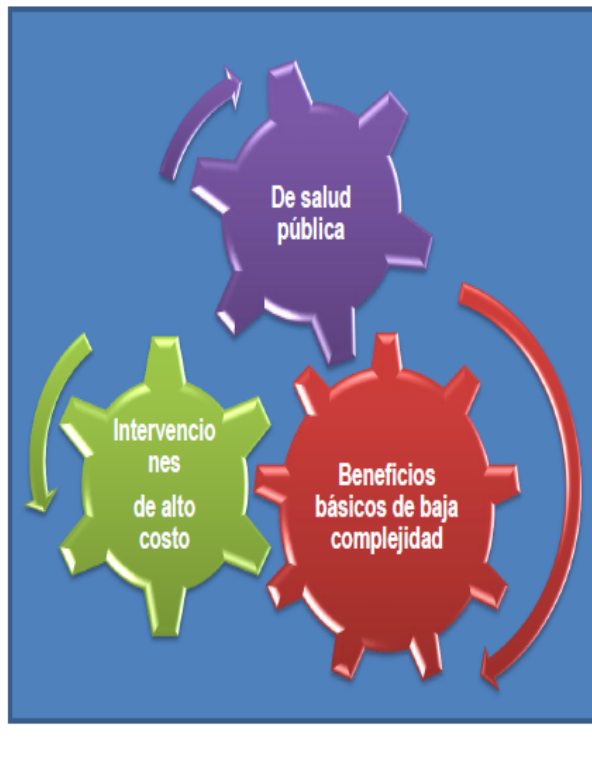 De salud
pública
Intervencio
nes
de alto
costo
Beneficios
básicos de baja
complejidad